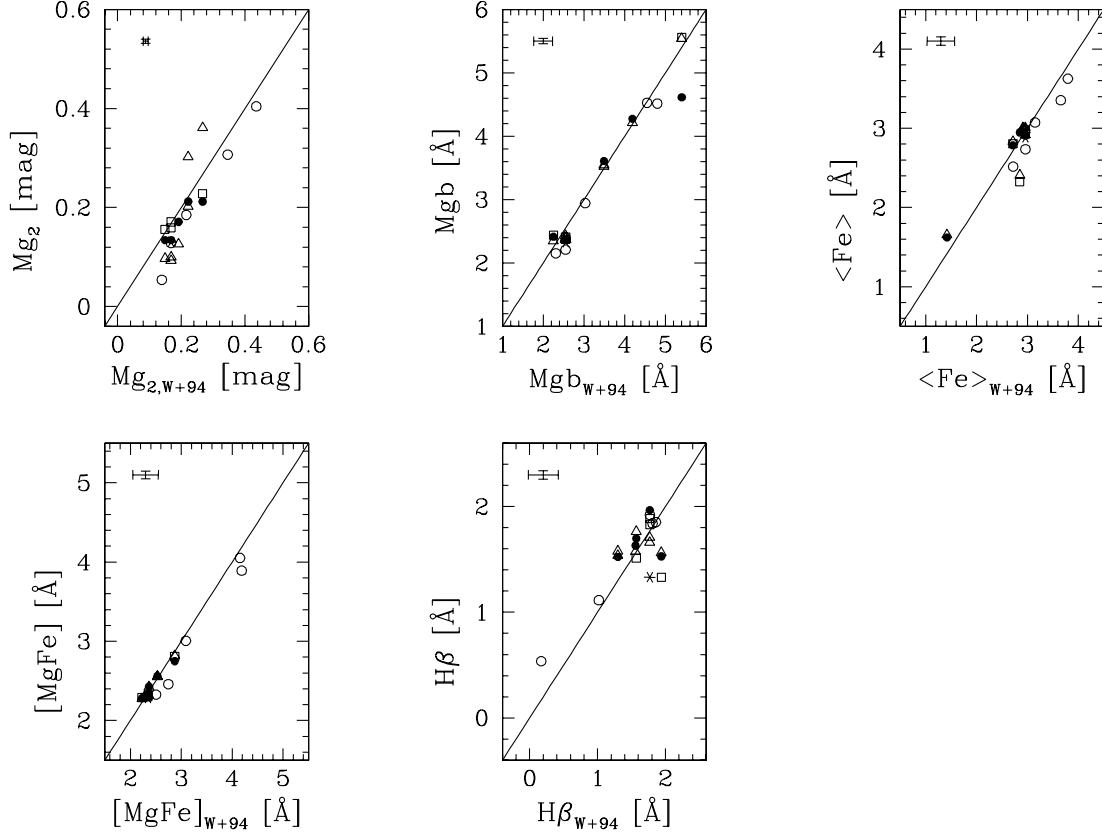 0.6
0.4
0.2
0
Mg2 [mag]
0 0.2 0.4 0.6
Mg2,W+94 [mag]
6
5
4
3
2
1
Mgb [Å]
1 2 3 4 5 6
MgbW+94 [Å]
4
3
2
1
<Fe> [Å]
1 2 3 4
<Fe>W+94 [Å]
5
4
3
2
[MgFe] [Å]
2 3 4 5
[MgFe]W+94 [Å]
2
1
0
Hβ [Å]
0 1 2
HβW+94 [Å]